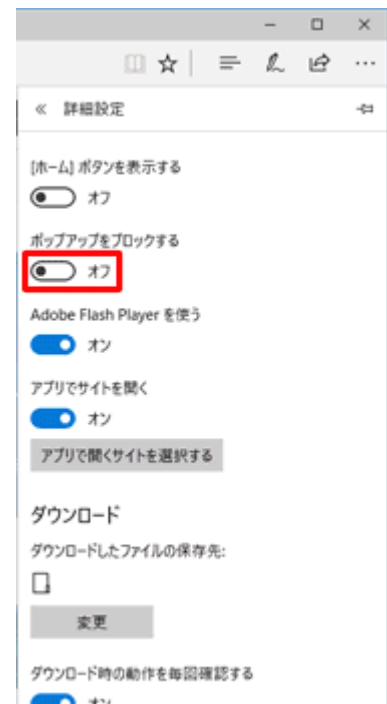 « 詳細設定
[ホーム] ボタンを表示する
オフ
ポップアップをブロックする
オフ
Adobe Flash Player を使う
オン
アプリでサイトを開く
オン
アプリで開くサイトを選択する
ダウンロード
ダウンロードしたファイルの保存先:
変更
ダウンロード時の動作を毎回確認する
オン